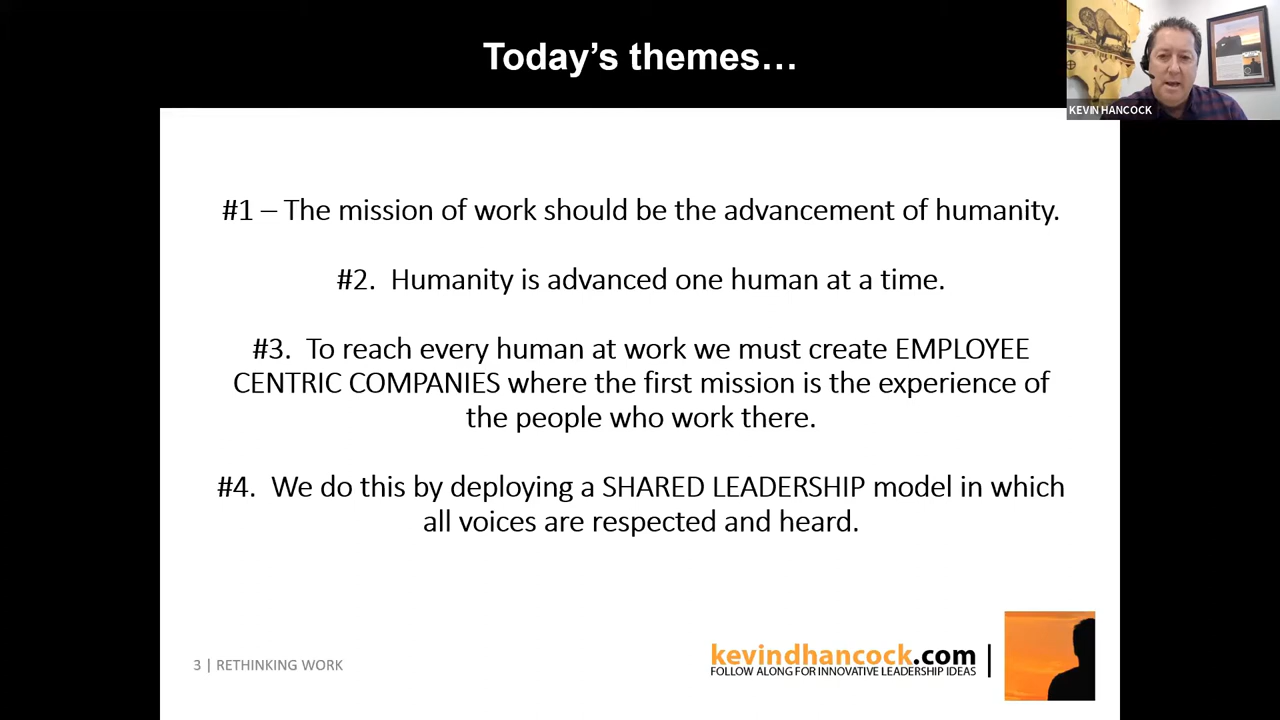 Today’s themes…
KEVIN HANCOCK
#1 – The mission of work should be the advancement of humanity.
#2. Humanity is advanced one human at a time.
#3. To reach every human at work we must create EMPLOYEE
CENTRIC COMPANIES where the first mission is the experience of
the people who work there.
#4. We do this by deploying a SHARED LEADERSHIP model in which
all voices are respected and heard.
3 | RETHINKING WORK
kevindhancock.com
FOLLOW ALONG FOR INNOVATIVE LEADERSHIP IDEAS